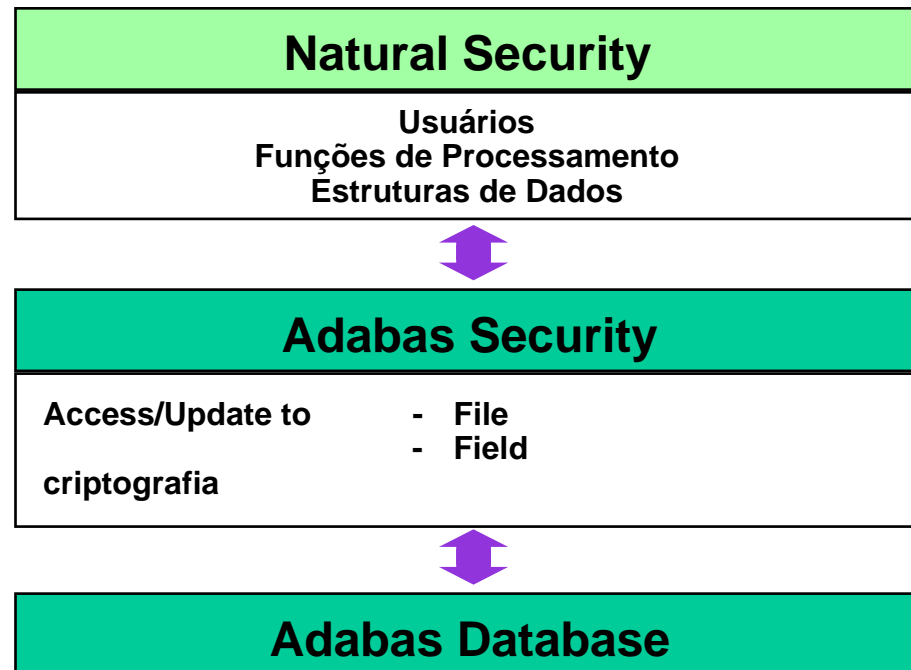 Natural Security
Usuários
Funções de Processamento
Estruturas de Dados
Adabas Security
Access/Update to - File
- Field
criptografia
Adabas Database